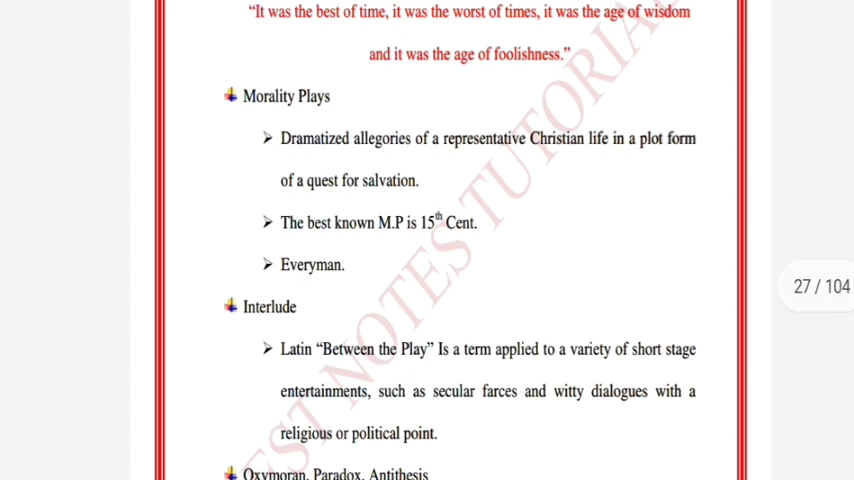 “It was the best of time, it was the worst of times, it was the age of wisdom
and it was the age of foolishness.”
Morality Plays
Dramatized allegories of a representative Christian life in a plot form
of a quest for salvation.
The best known M.P is 15th Cent.
Everyman.
27 / 104
Interlude
Latin “Between the Play” Is a term applied to a variety of short stage
entertainments, such as secular farces and witty dialogues with a
religious or political point.
Oxymoran, Paradox, Antithesis
EST NOTES TUTORIA